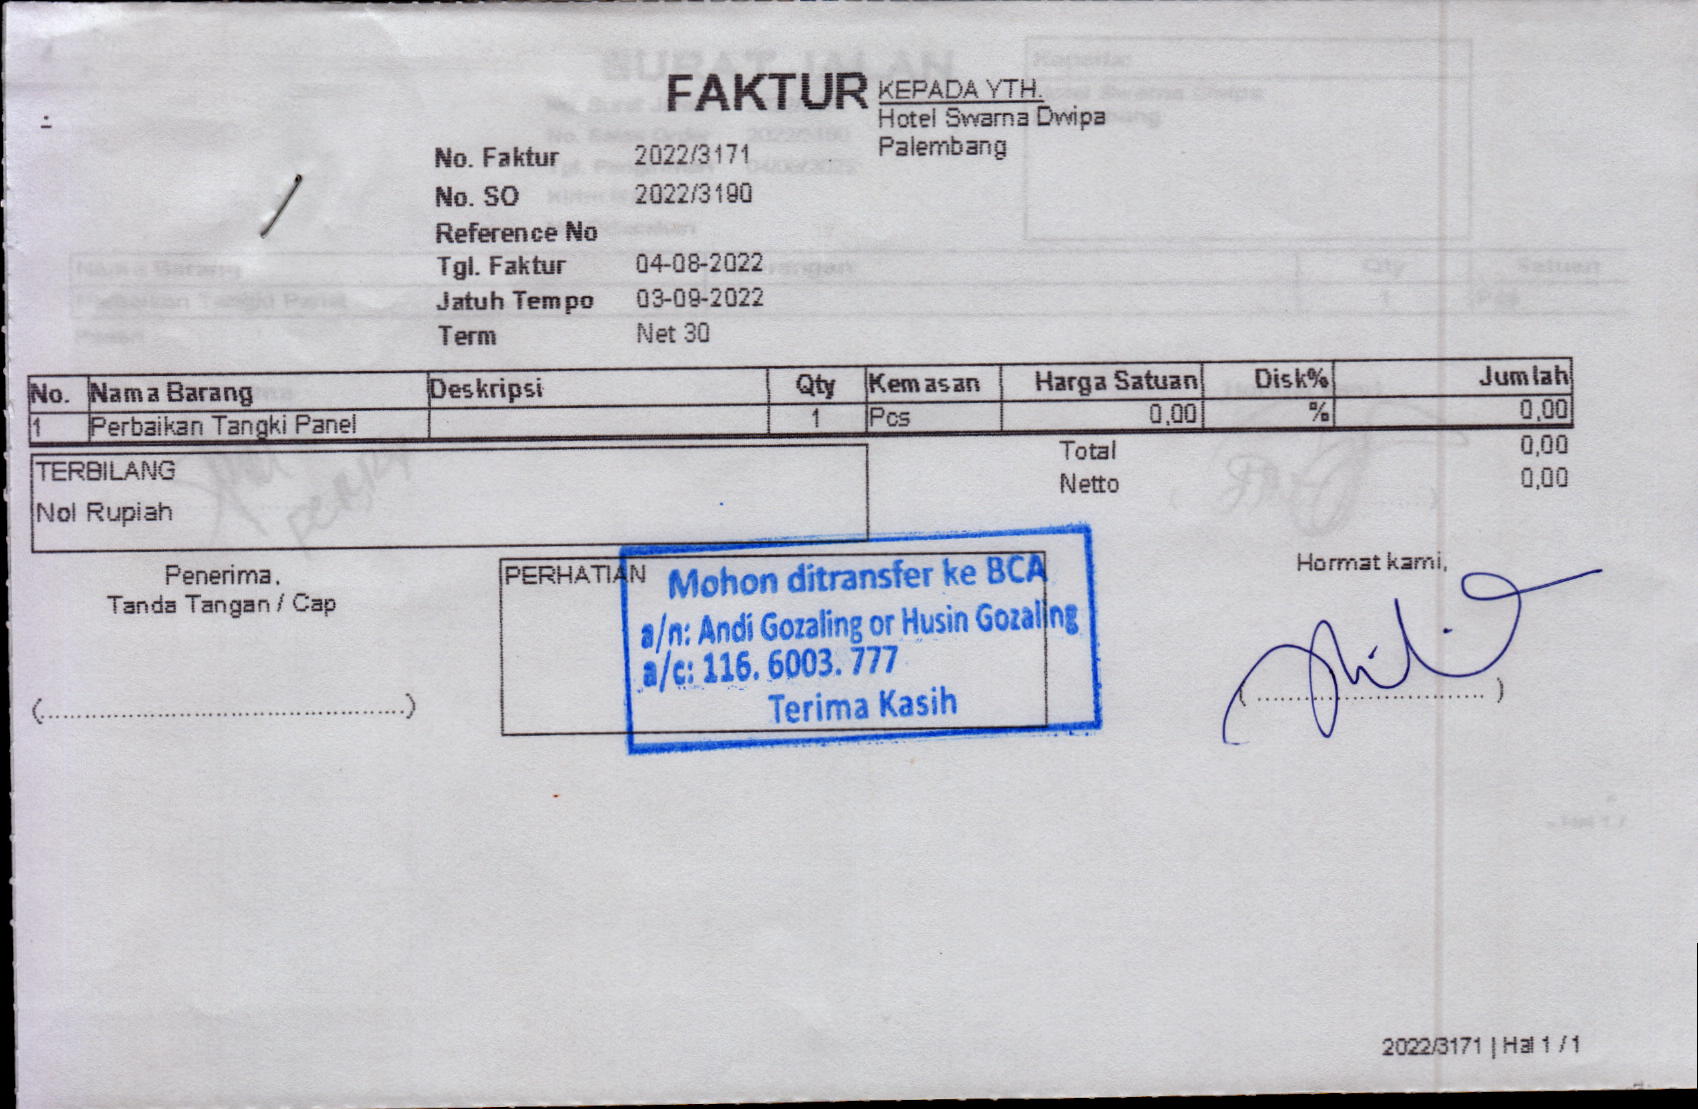 FAKTUR
KEPADA YTH.
Hotel Swarna Dwipa
Palembang
No. Faktur 2022/3171
No. SO 2022/3190
Reference No
Tgl. Faktur 04-08-2022
Jatuh Tempo 03-09-2022
Term Net 30
No. Nama Barang Deskripsi Qty Kemasan Harga Satuan Disk% Jumlah
1 Perbaikan Tangki Panel 1 Pcs 0,00 % 0,00
Total 0,00
Netto 0,00
TERBILANG
Nol Rupiah
Penerima,
Tanda Tangan / Cap
(................................................)
PERHATIAN
Mohon ditransfer ke BCA
a/n: Andi Gozaling or Husin Gozaling
a/c: 116. 6003. 777
Terima Kasih
Hormat kami,
( ................................ )
2022/3171 | Hal 1 / 1